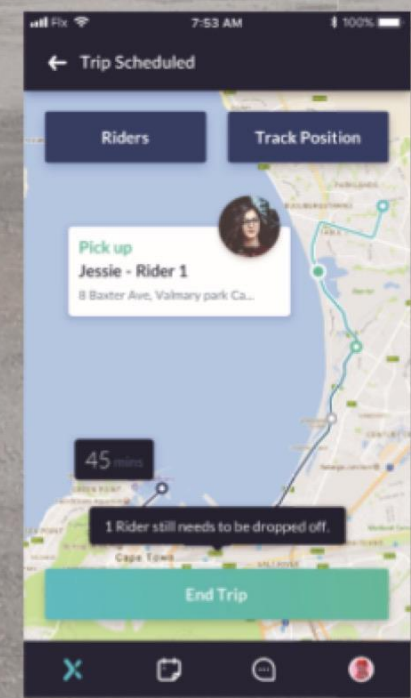 Flx 7:53 AM 100%
Trip Scheduled
Riders Track Position
Pick up
Jessie - Rider 1
8 Baxter Ave, Valmary park Ca...
45 mins
1 Rider still needs to be dropped off.
Cape Town
End Trip